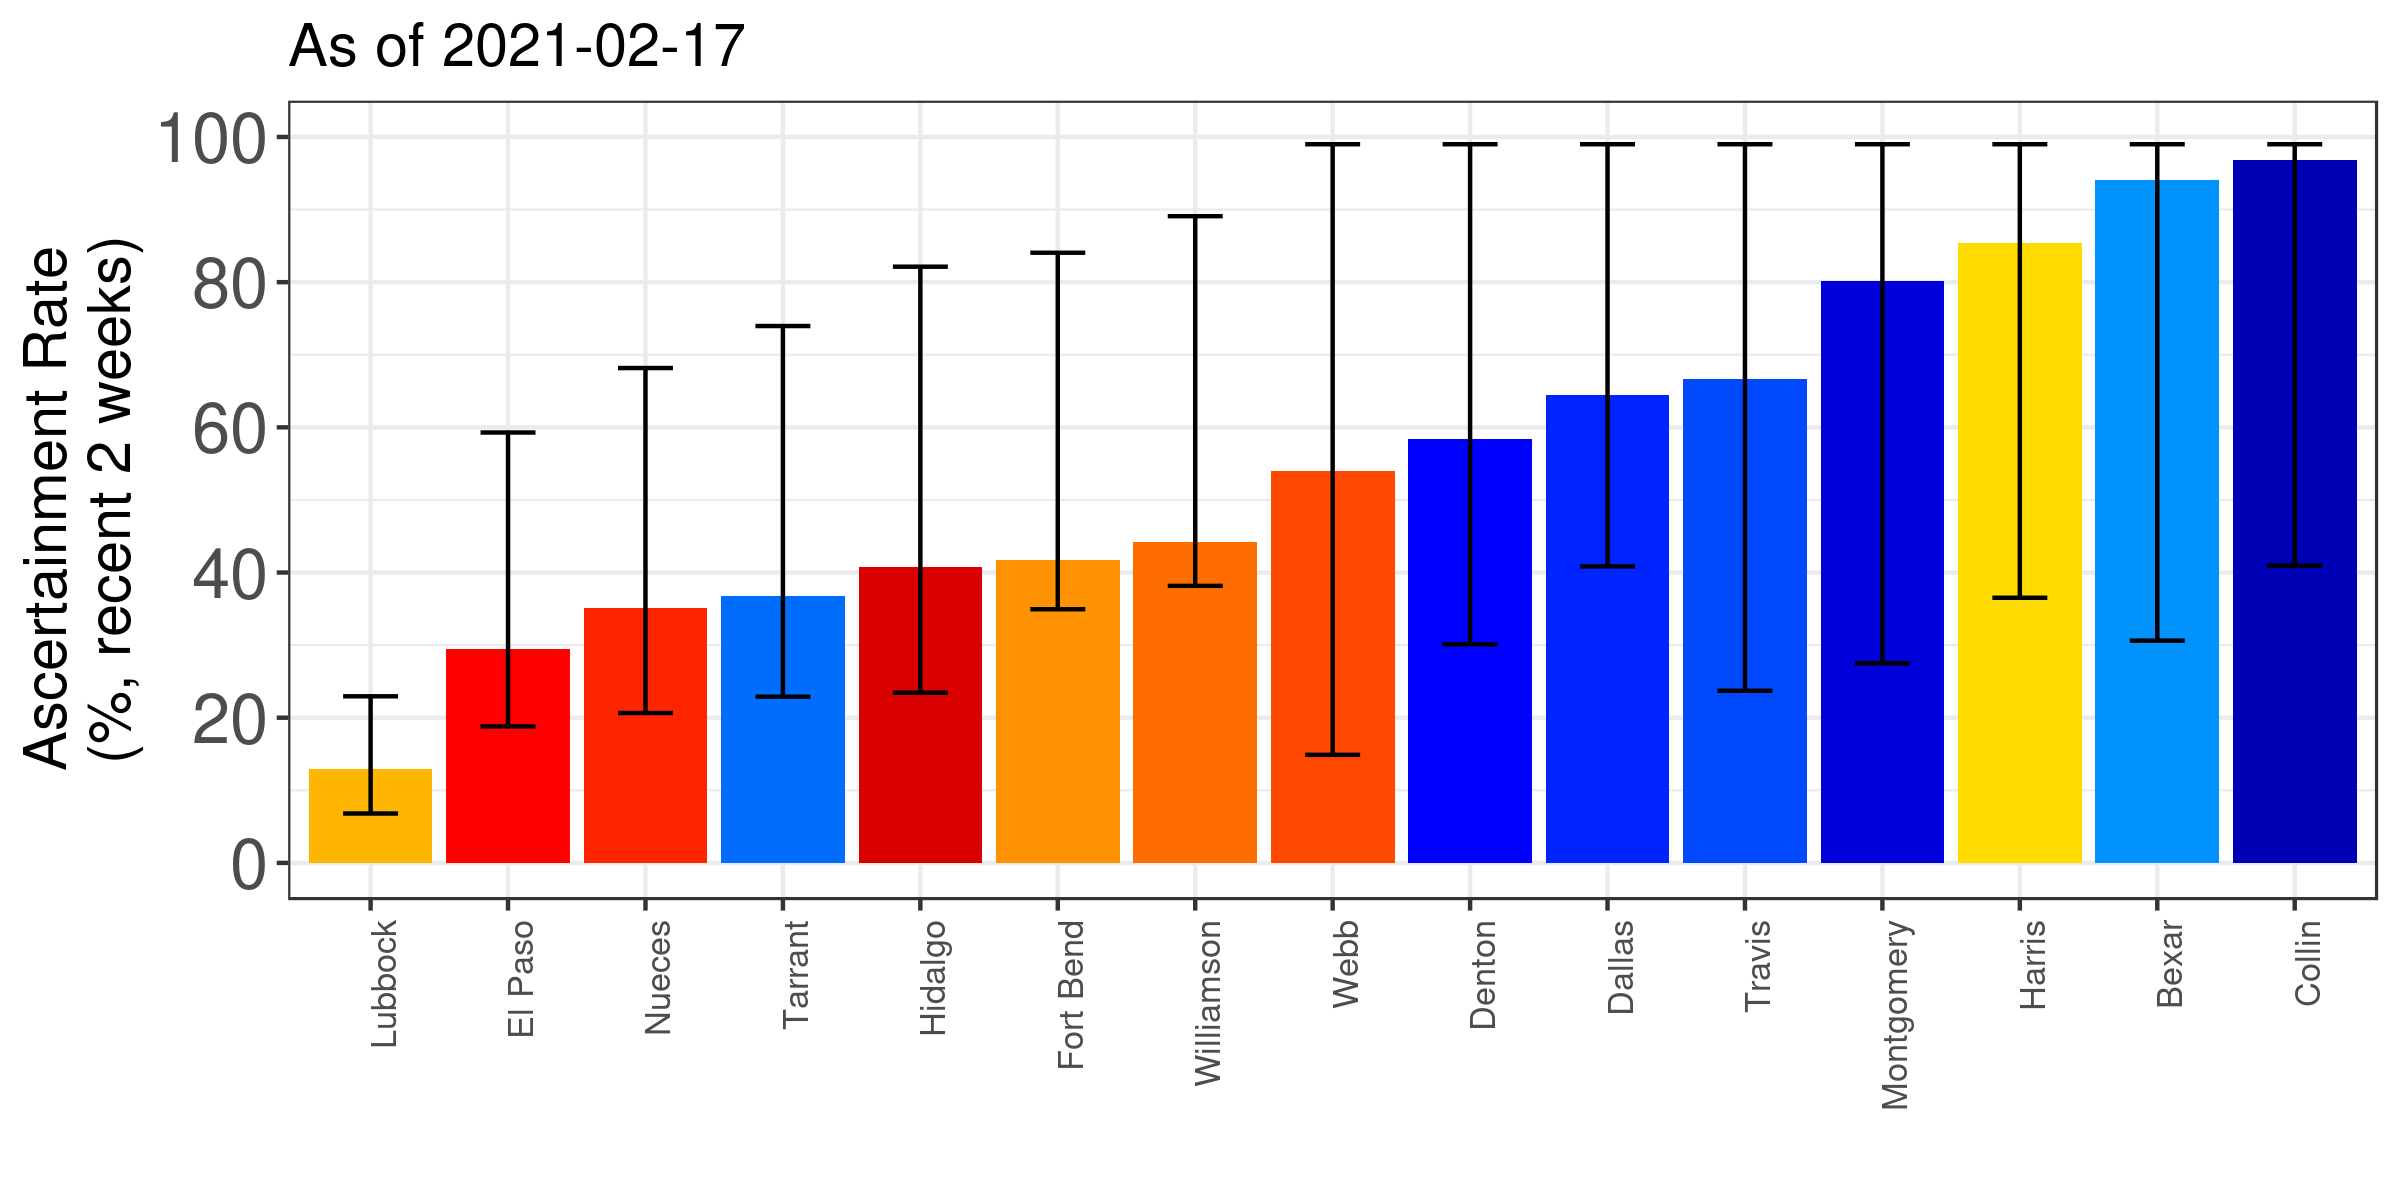 As of 2021-02-17
Ascertainment Rate
(%, recent 2 weeks)
100
80
60
40
20
0
Lubbock
El Paso
Nueces
Tarrant
Hidalgo
Fort Bend
Williamson
Webb
Denton
Dallas
Travis
Montgomery
Harris
Bexar
Collin